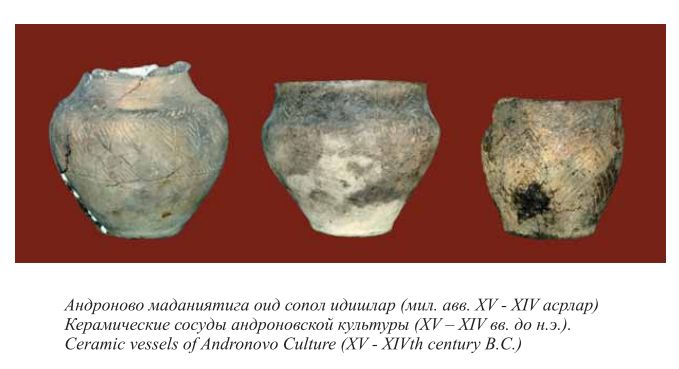 Андроново маданиятига оид сопол идишлар (мил. авв. XV - XIV асрлар)
Керамические сосуды андроновской культуры (XV – XIV вв. до н.э.).
Ceramic vessels of Andronovo Culture (XV - XIVth century B.C.)